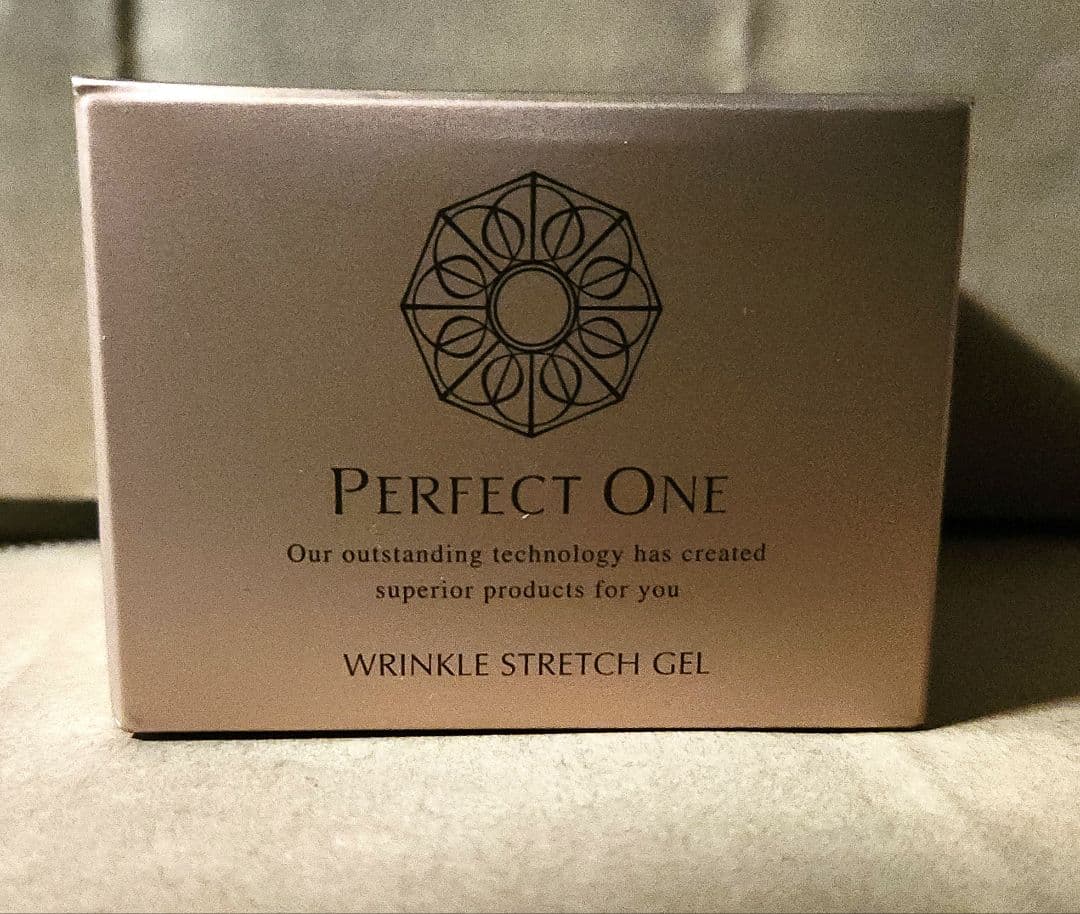 PERFECT ONE
Our outstanding technology has created
superior products for you
WRINKLE STRETCH GEL